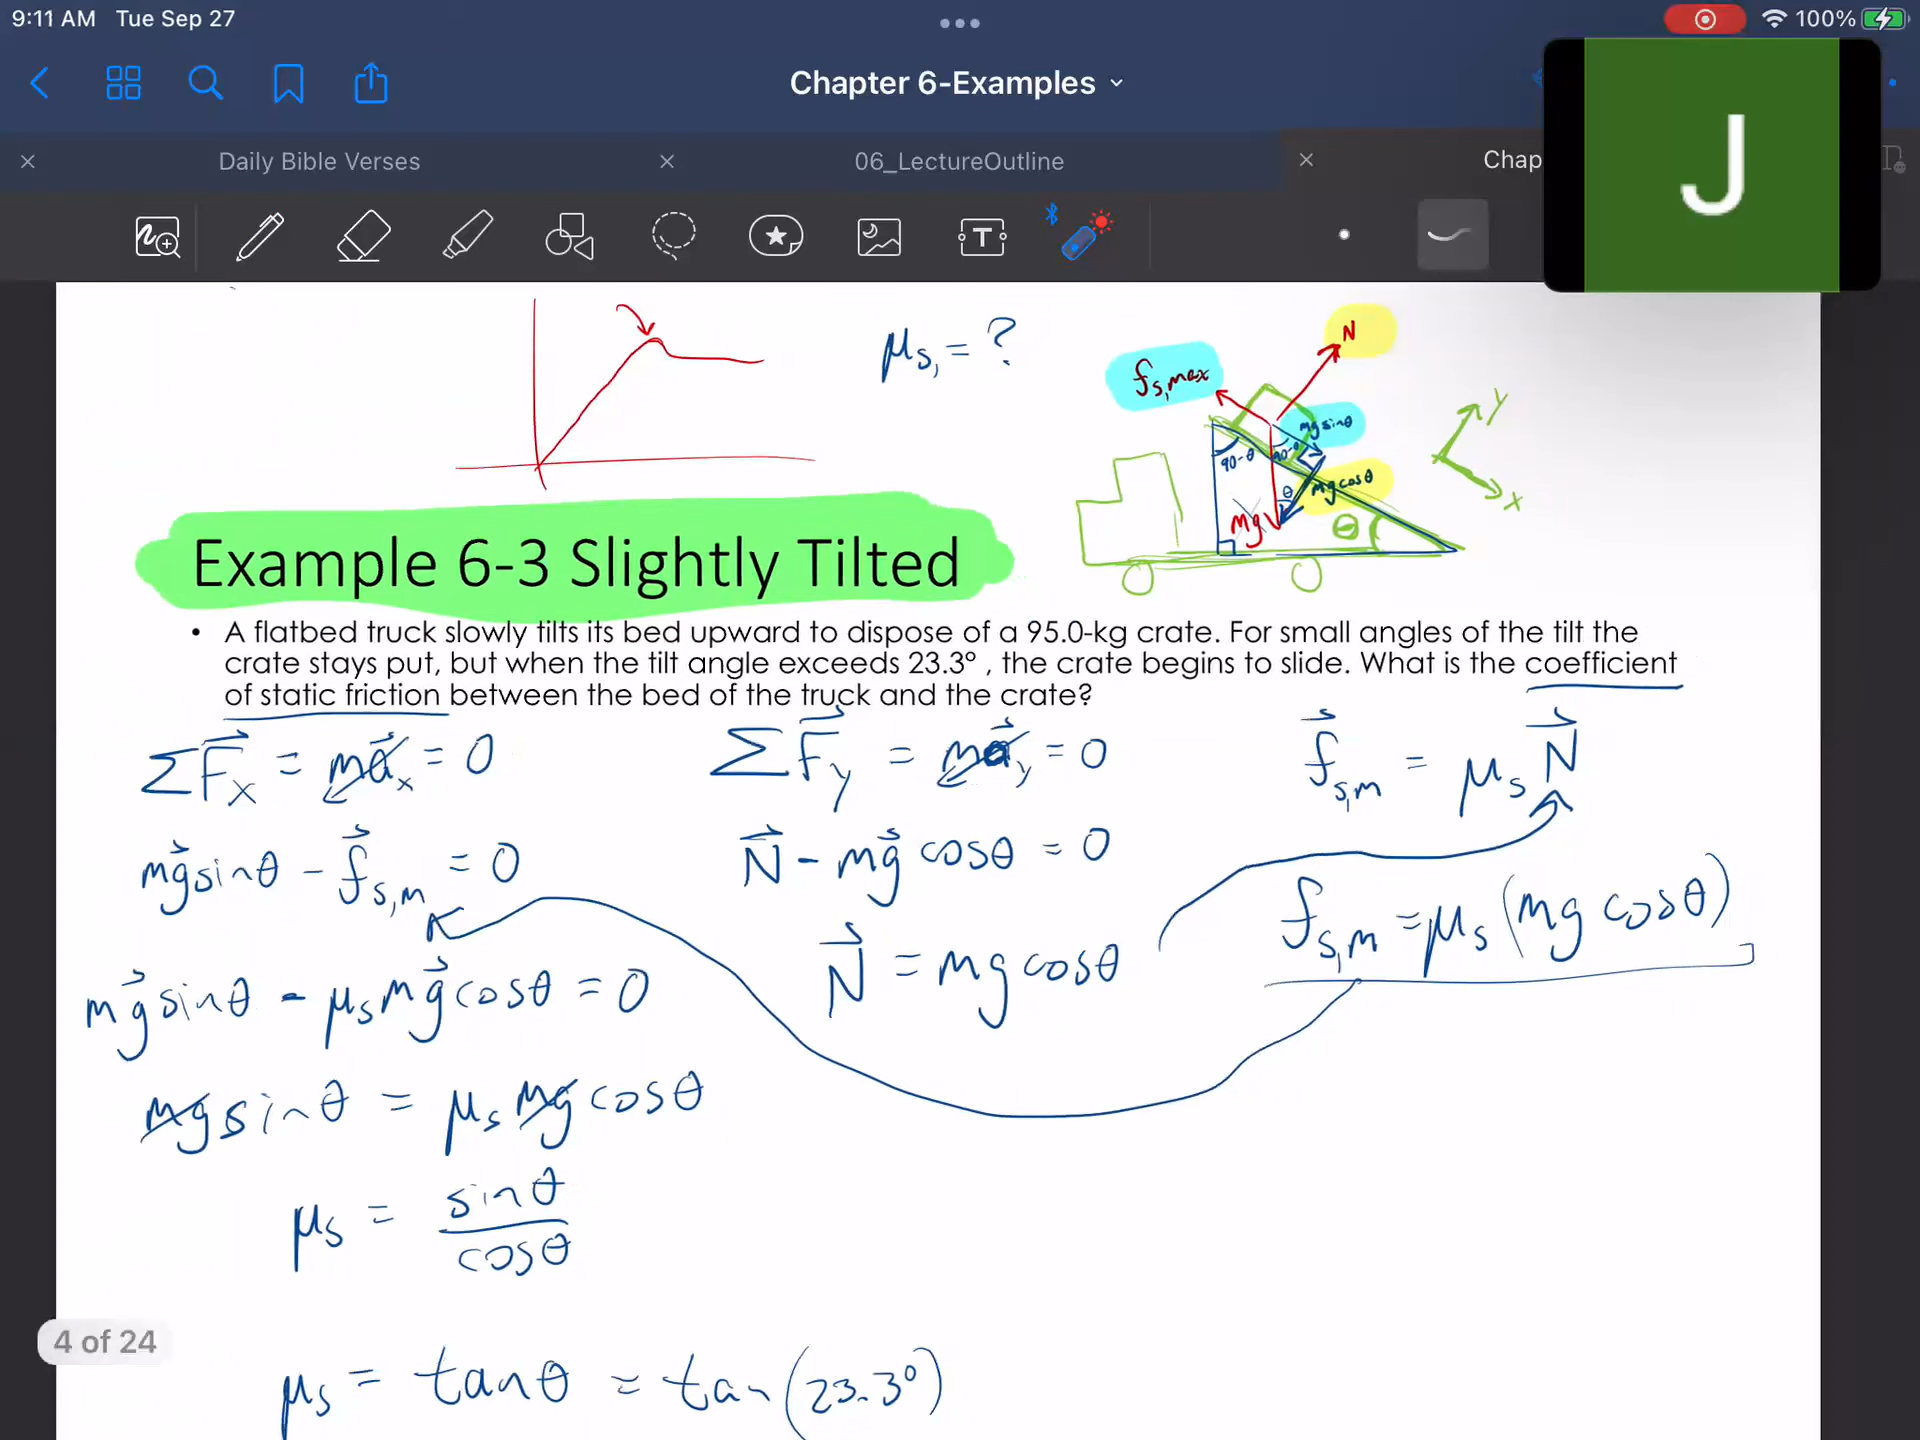 9:11 AM Tue Sep 27
100%
Chapter 6-Examples
Daily Bible Verses
06_LectureOutline
Chap
T
J
μs, = ?
N
fs,max
mg sinθ
90-θ
90-θ
mg cosθ
θ
mg
θ
y
x
Example 6-3 Slightly Tilted
• A flatbed truck slowly tilts its bed upward to dispose of a 95.0-kg crate. For small angles of the tilt the
crate stays put, but when the tilt angle exceeds 23.3° , the crate begins to slide. What is the coefficient
of static friction between the bed of the truck and the crate?
ΣF⃗x = ma⃗x = 0
ΣF⃗y = ma⃗y = 0
f⃗s,m = μs N⃗
mg⃗ sinθ - f⃗s,m = 0
N⃗ - mg⃗ cosθ = 0
fs,m = μs (mg cosθ)
N⃗ = mg cosθ
mg⃗ sinθ - μs mg⃗ cosθ = 0
mg sinθ = μs mg cosθ
μs = sinθ
cosθ
4 of 24
μs = tanθ = tan(23.3°)